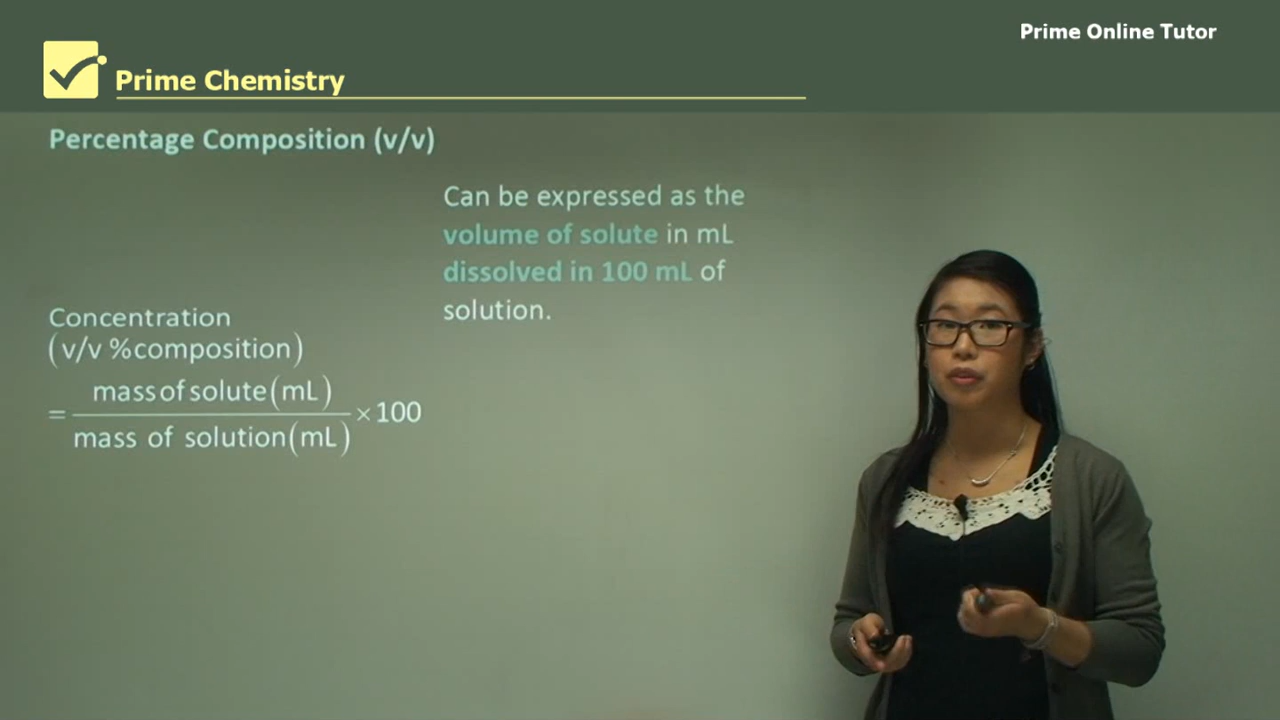 Prime Online Tutor
Prime Chemistry
Percentage Composition (v/v)
Can be expressed as the
volume of solute in mL
dissolved in 100 mL of
solution.
Concentration
(v/v %composition)
= mass of solute(mL) / mass of solution(mL) × 100